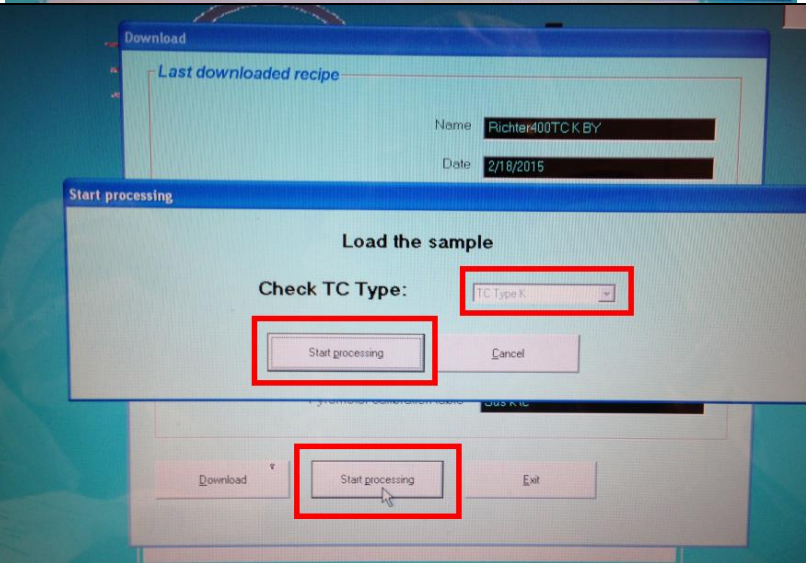 Download
Last downloaded recipe
Name Richter400TC K BY
Date 2/18/2015
Start processing
Load the sample
Check TC Type: TC Type K
Start processing Cancel
Download Start processing Exit